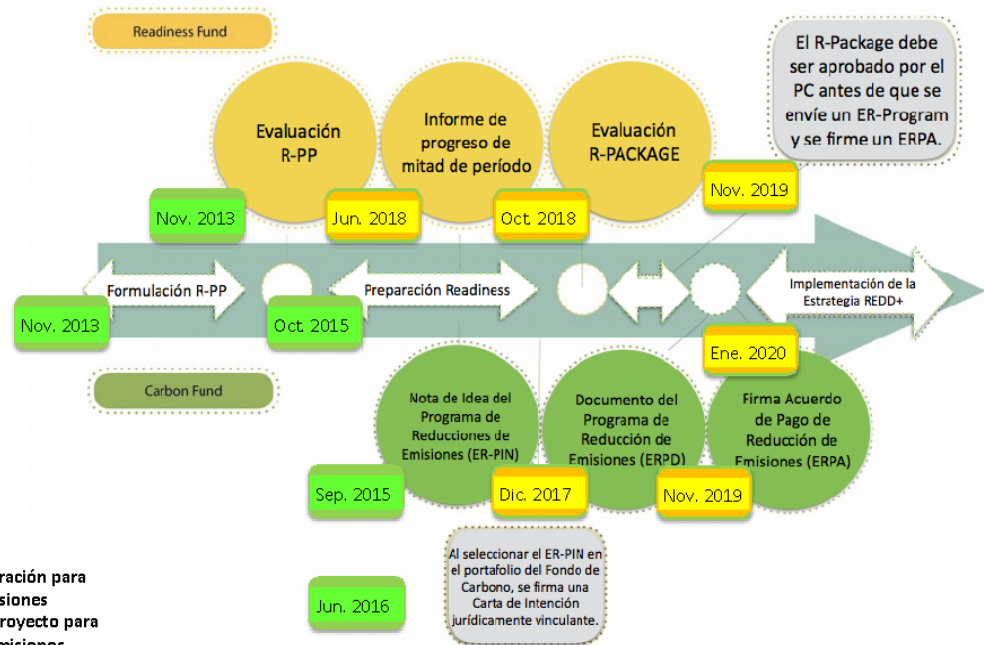 Readiness Fund
El R-Package debe
ser aprobado por el
PC antes de que se
envíe un ER-Program
y se firme un ERPA.
Evaluación
R-PP
Informe de
progreso de
mitad de período
Evaluación
R-PACKAGE
Nov. 2013
Jun. 2018
Oct. 2018
Nov. 2019
Formulación R-PP
Preparación Readiness
Implementación de la
Estrategia REDD+
Nov. 2013
Oct. 2015
Ene. 2020
Carbon Fund
Nota de Idea del
Programa de
Reducciones de
Emisiones (ER-PIN)
Documento del
Programa de
Reducción de
Emisiones (ERPD)
Firma Acuerdo
de Pago de
Reducción de
Emisiones (ERPA)
Sep. 2015
Dic. 2017
Nov. 2019
Al seleccionar el ER-PIN en
el portafolio del Fondo de
Carbono, se firma una
Carta de Intención
jurídicamente vinculante.
Jun. 2016
ración para
siones
royecto para